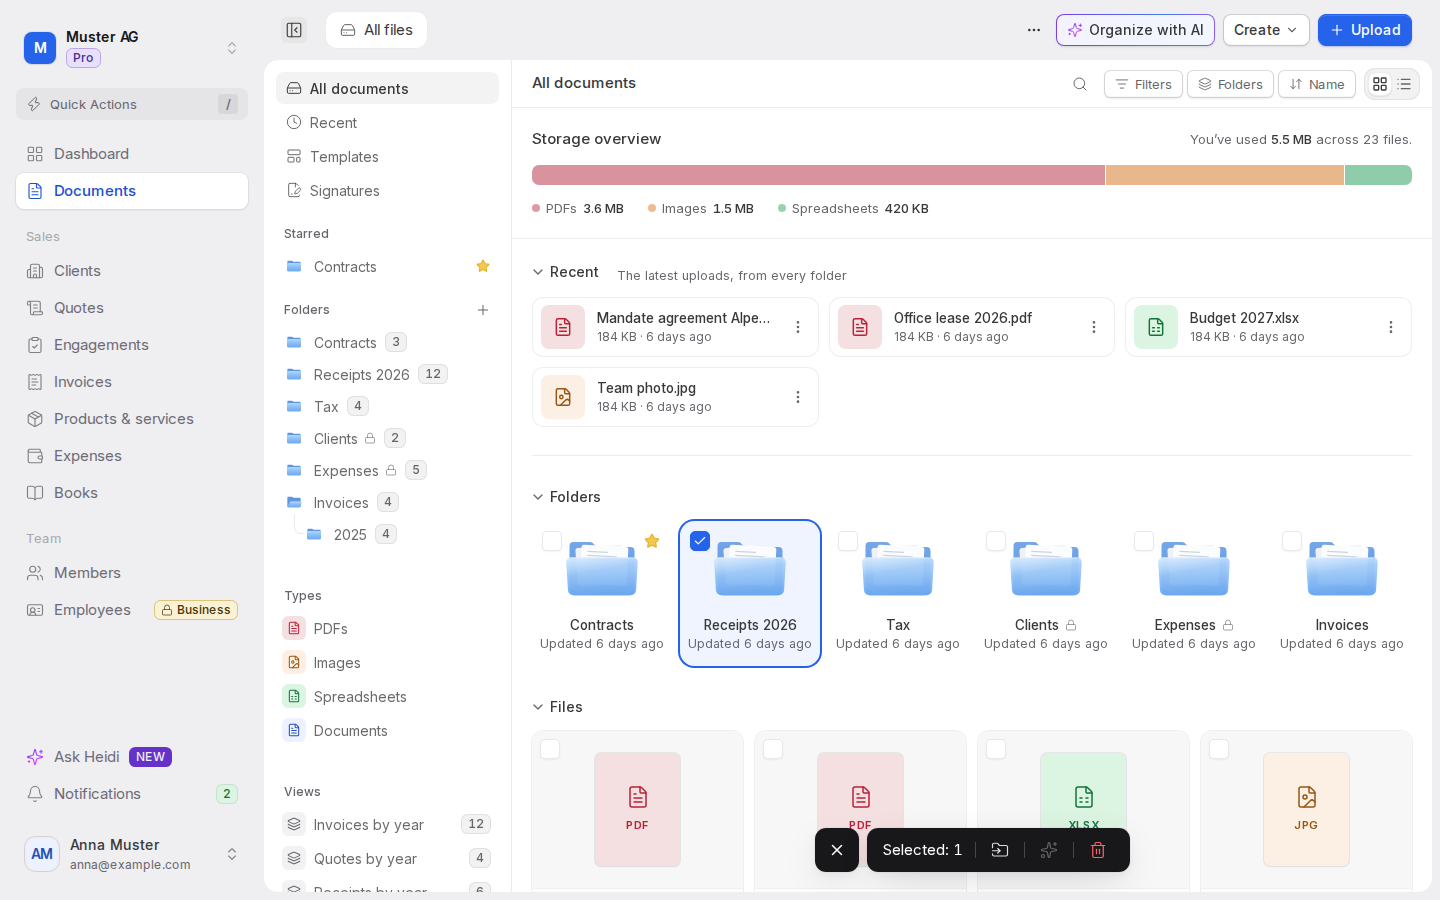 M
Muster AG
Pro
Quick Actions
/
Dashboard
Documents
Sales
Clients
Quotes
Engagements
Invoices
Products & services
Expenses
Books
Team
Members
Employees
Business
Ask Heidi
NEW
Notifications
2
AM
Anna Muster
anna@example.com
All files
Organize with AI
Create
Upload
All documents
Recent
Templates
Signatures
Starred
Contracts
Folders
Contracts 3
Receipts 2026 12
Tax 4
Clients 2
Expenses 5
Invoices 4
2025 4
Types
PDFs
Images
Spreadsheets
Documents
Views
Invoices by year 12
Quotes by year 4
Receipts by year 6
All documents
Filters
Folders
Name
Storage overview
You've used 5.5 MB across 23 files.
PDFs 3.6 MB
Images 1.5 MB
Spreadsheets 420 KB
Recent
The latest uploads, from every folder
Mandate agreement Alpe...
184 KB · 6 days ago
Office lease 2026.pdf
184 KB · 6 days ago
Budget 2027.xlsx
184 KB · 6 days ago
Team photo.jpg
184 KB · 6 days ago
Folders
Contracts
Updated 6 days ago
Receipts 2026
Updated 6 days ago
Tax
Updated 6 days ago
Clients
Updated 6 days ago
Expenses
Updated 6 days ago
Invoices
Updated 6 days ago
Files
PDF
PDF
XLSX
JPG
Selected: 1